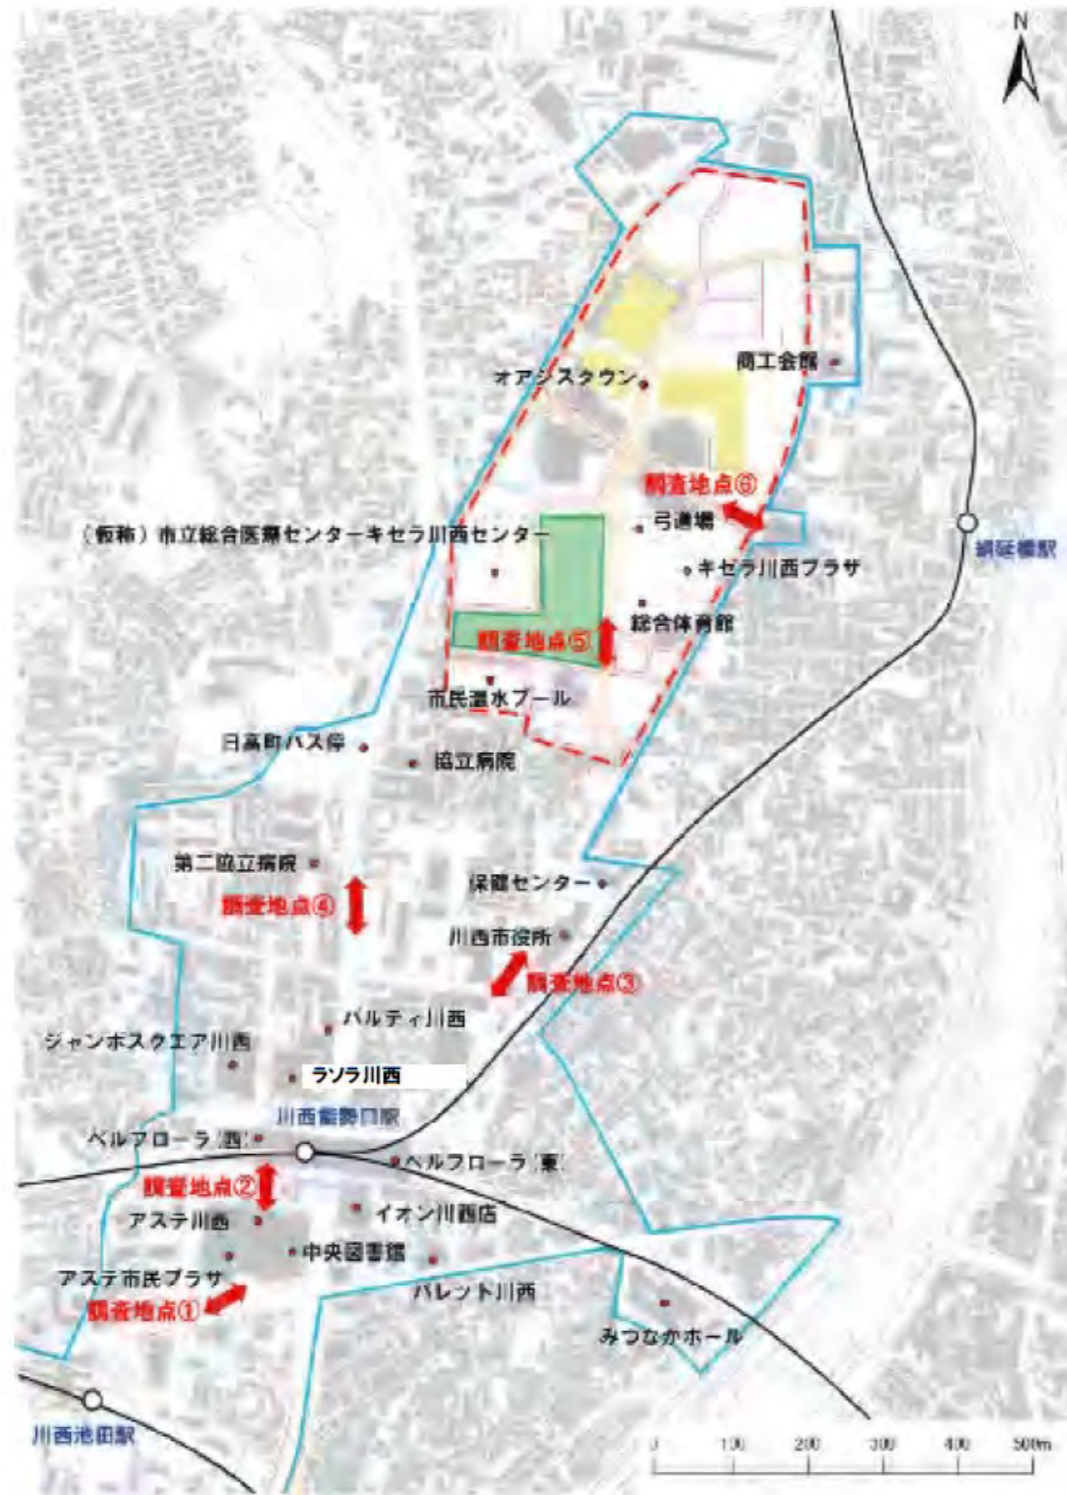 N
オアシスタウン
商工会館
調査地点⑥
弓道場
(仮称)市立総合医療センターキセラ川西センター
絹延橋駅
キセラ川西プラザ
総合体育館
調査地点⑤
市民温水プール
日高町バス停
協立病院
第二協立病院
保健センター
調査地点④
川西市役所
調査地点③
パルティ川西
ジャンボスクエア川西
ラソラ川西
川西能勢口駅
ベルフローラ(西)
ベルフローラ(東)
調査地点②
アステ川西
イオン川西店
中央図書館
アステ市民プラザ
パレット川西
調査地点①
みつなかホール
川西池田駅
0 100 200 300 400 500m